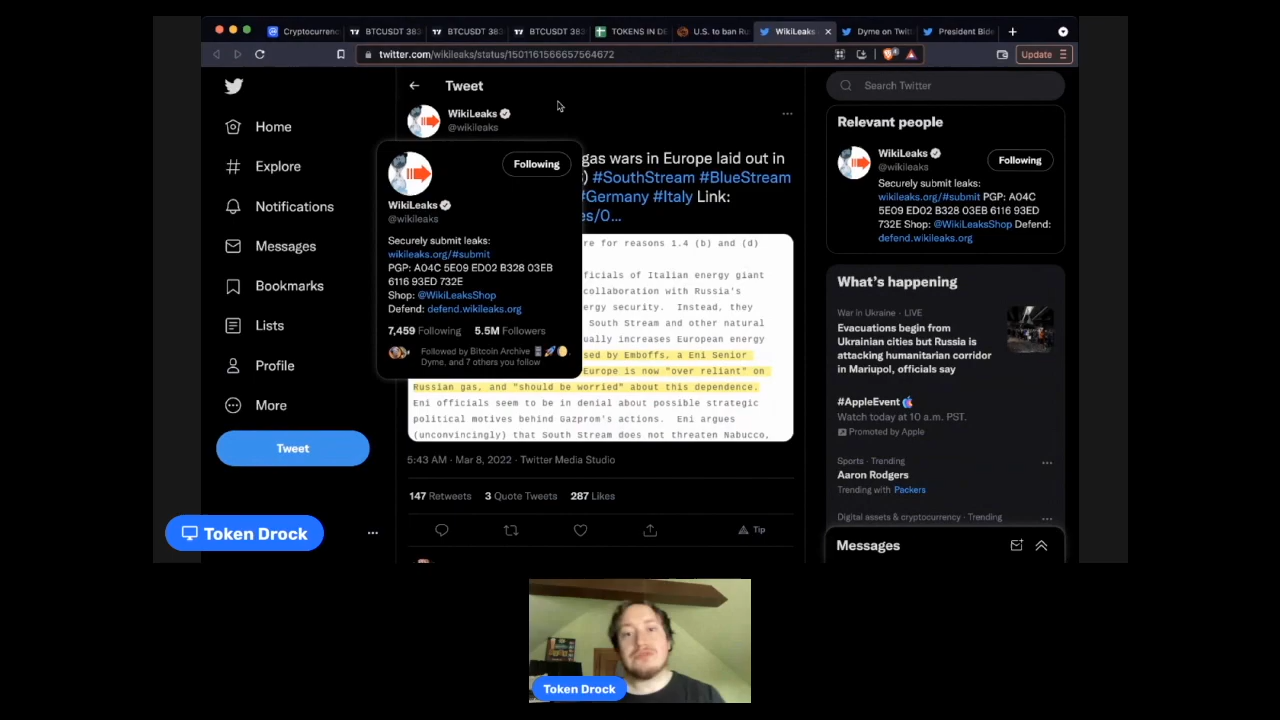 Cryptocurrenc
BTCUSDT 383
BTCUSDT 383
BTCUSDT 383
TOKENS IN DE
U.S. to ban Ru
WikiLeaks
Dyme on Twit
President Bide
twitter.com/wikileaks/status/1501161566657564672
4
Update
Home
Explore
Notifications
Messages
Bookmarks
Lists
Profile
More
Tweet
Token Drock
Tweet
WikiLeaks
@wikileaks
gas wars in Europe laid out in
) #SouthStream #BlueStream
#Germany #Italy Link:
es/0…
Following
WikiLeaks
@wikileaks
Securely submit leaks:
wikileaks.org/#submit
PGP: A04C 5E09 ED02 B328 03EB
6116 93ED 732E
Shop: @WikiLeaksShop
Defend: defend.wikileaks.org
7,459 Following 5.5M Followers
Followed by Bitcoin Archive
Dyme, and 7 others you follow
re for reasons 1.4 (b) and (d)
ficials of Italian energy giant
collaboration with Russia's
ergy security. Instead, they
South Stream and other natural
ually increases European energy
sed by Emboffs, a Eni Senior
Europe is now "over reliant" on
Russian gas, and "should be worried" about this dependence.
Eni officials seem to be in denial about possible strategic
political motives behind Gazprom's actions. Eni argues
(unconvincingly) that South Stream does not threaten Nabucco,
5:43 AM · Mar 8, 2022 · Twitter Media Studio
147 Retweets 3 Quote Tweets 287 Likes
Tip
Search Twitter
Relevant people
WikiLeaks
@wikileaks
Following
Securely submit leaks:
wikileaks.org/#submit PGP: A04C
5E09 ED02 B328 03EB 6116 93ED
732E Shop: @WikiLeaksShop Defend:
defend.wikileaks.org
What's happening
War in Ukraine · LIVE
Evacuations begin from
Ukrainian cities but Russia is
attacking humanitarian corridor
in Mariupol, officials say
#AppleEvent
Watch today at 10 a.m. PST.
Promoted by Apple
Sports · Trending
Aaron Rodgers
Trending with Packers
Digital assets & cryptocurrency · Trending
Messages
Token Drock